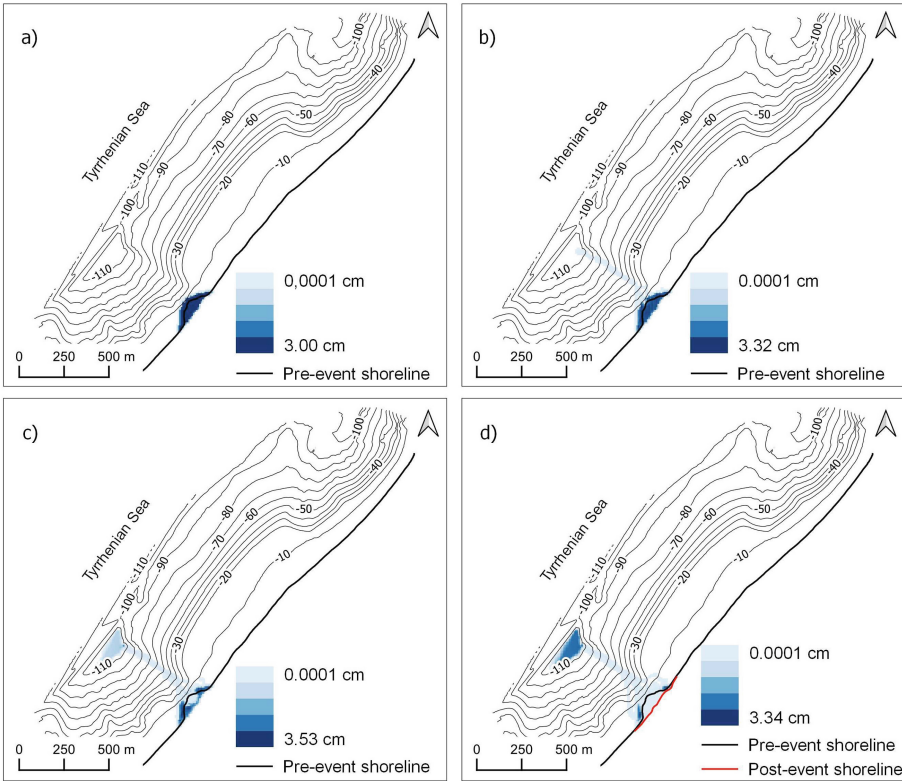 a)
-100
-40
-50
-60
-80
-70
-90
-110
-10
-20
-100
-30
-110
Tyrrhenian Sea
0,0001 cm
3.00 cm
0 250 500 m
Pre-event shoreline
b)
-100
-40
-50
-60
-80
-70
-90
-110
-10
-20
-100
-30
-110
Tyrrhenian Sea
0.0001 cm
3.32 cm
0 250 500 m
Pre-event shoreline
c)
-100
-40
-50
-60
-80
-70
-90
-110
-10
-20
-100
-30
-110
Tyrrhenian Sea
0.0001 cm
3.53 cm
0 250 500 m
Pre-event shoreline
d)
-100
-40
-50
-60
-80
-70
-90
-110
-10
-20
-100
-30
-110
Tyrrhenian Sea
0.0001 cm
3.34 cm
0 250 500 m
Pre-event shoreline
Post-event shoreline